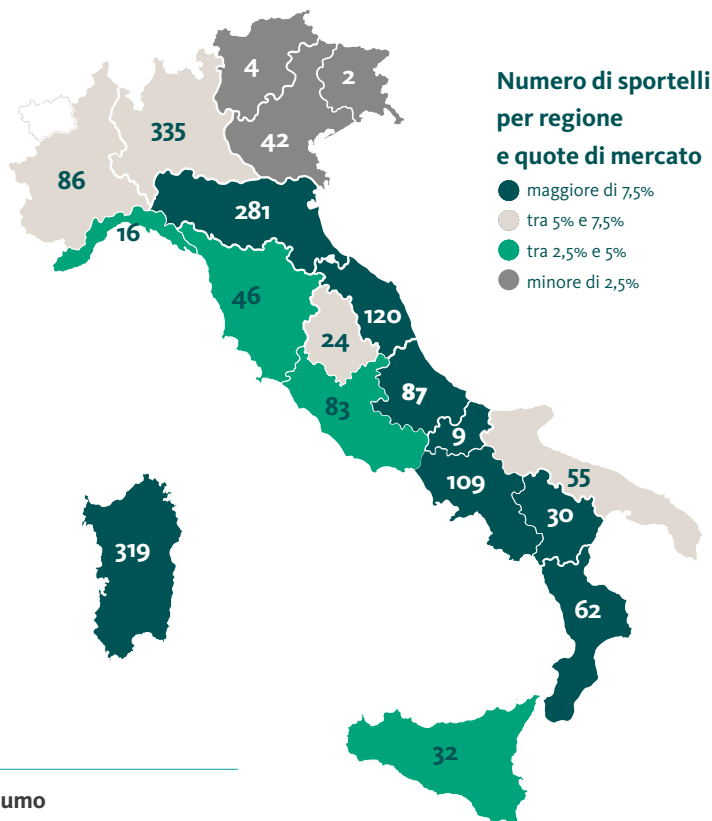 4
2
335
42
86
281
16
46
120
24
87
83
9
109
55
30
319
62
32
Numero di sportelli
per regione
e quote di mercato
maggiore di 7,5%
tra 5% e 7,5%
tra 2,5% e 5%
minore di 2,5%
umo